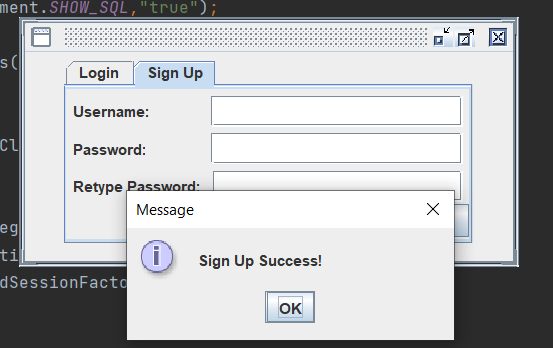 ment.SHOW_SQL,"true");
s(
Login Sign Up
Username:
Password:
Cl
Retype Password:
Message
eg
ti
Sign Up Success!
dSessionFacto
OK